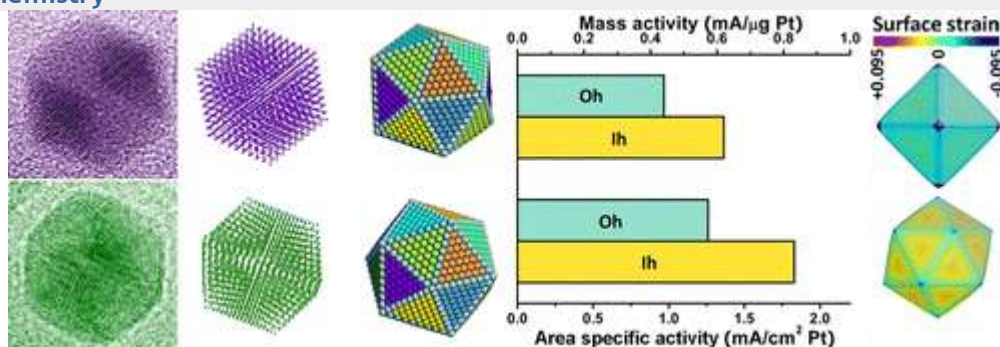 Mass activity (mA/μg Pt)
0.0 0.2 0.4 0.6 0.8 1.0
Oh
Ih
Oh
Ih
0.0 0.5 1.0 1.5 2.0
Area specific activity (mA/cm² Pt)
Surface strain
+0.095 0 -0.095